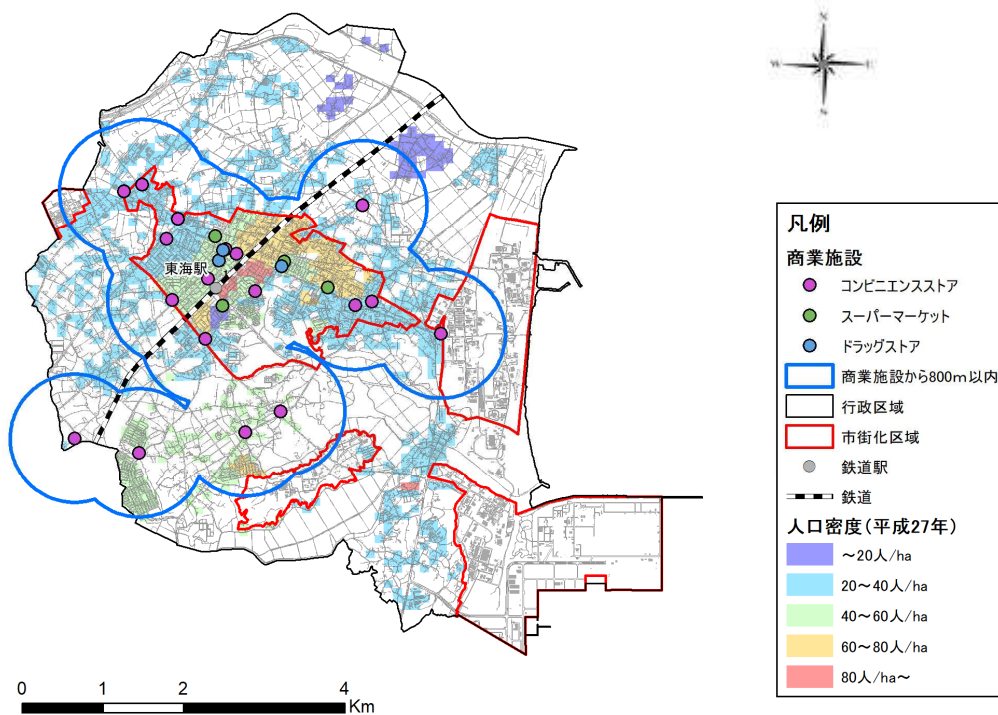 N
W
E
S
東海駅
凡例
商業施設
コンビニエンスストア
スーパーマーケット
ドラッグストア
商業施設から800m以内
行政区域
市街化区域
鉄道駅
鉄道
人口密度(平成27年)
～20人/ha
20～40人/ha
40～60人/ha
60～80人/ha
80人/ha～
0 1 2 4
Km